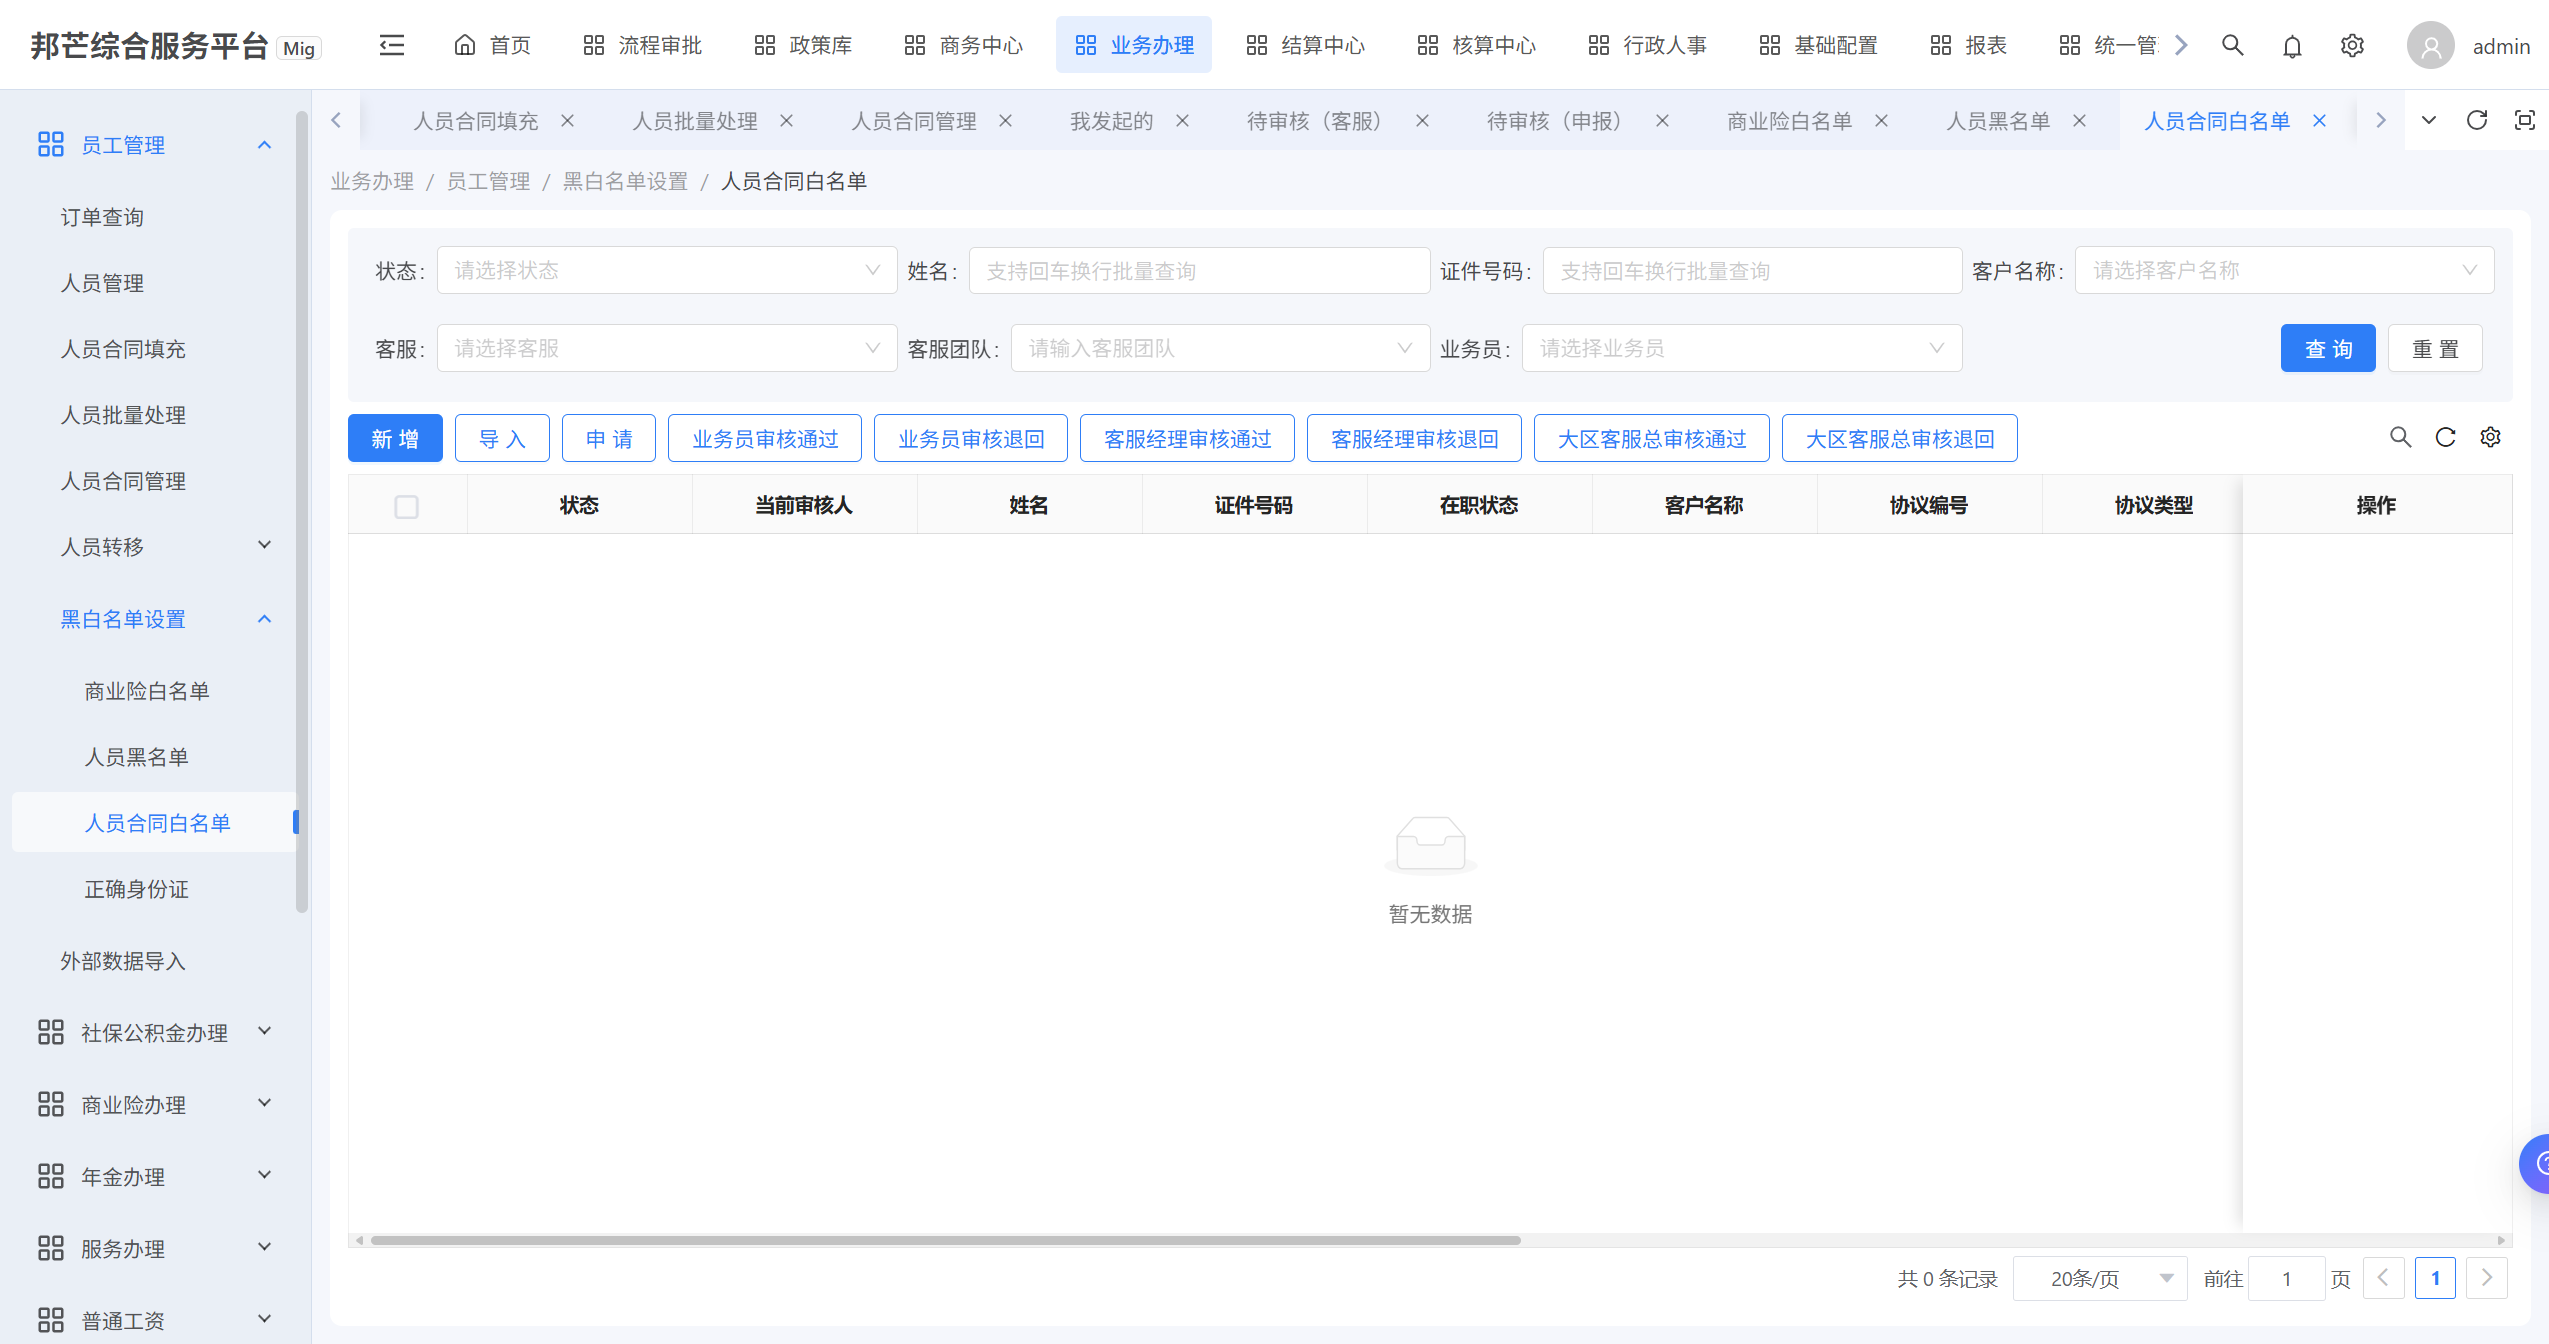 邦芒综合服务平台 Mig 首页 流程审批 政策库 商务中心 业务办理 结算中心 核算中心 行政人事 基础配置 报表 统一管 admin
人员合同填充 人员批量处理 人员合同管理 我发起的 待审核（客服） 待审核（申报） 商业险白名单 人员黑名单 人员合同白名单
业务办理 / 员工管理 / 黑白名单设置 / 人员合同白名单
员工管理
订单查询
人员管理
人员合同填充
人员批量处理
人员合同管理
人员转移
黑白名单设置
商业险白名单
人员黑名单
人员合同白名单
正确身份证
外部数据导入
社保公积金办理
商业险办理
年金办理
服务办理
普通工资
状态: 请选择状态 姓名: 支持回车换行批量查询 证件号码: 支持回车换行批量查询 客户名称: 请选择客户名称
客服: 请选择客服 客服团队: 请输入客服团队 业务员: 请选择业务员 查 询 重 置
新 增 导 入 申 请 业务员审核通过 业务员审核退回 客服经理审核通过 客服经理审核退回 大区客服总审核通过 大区客服总审核退回
状态 当前审核人 姓名 证件号码 在职状态 客户名称 协议编号 协议类型 操作
暂无数据
共 0 条记录 20条/页 前往 1 页 1